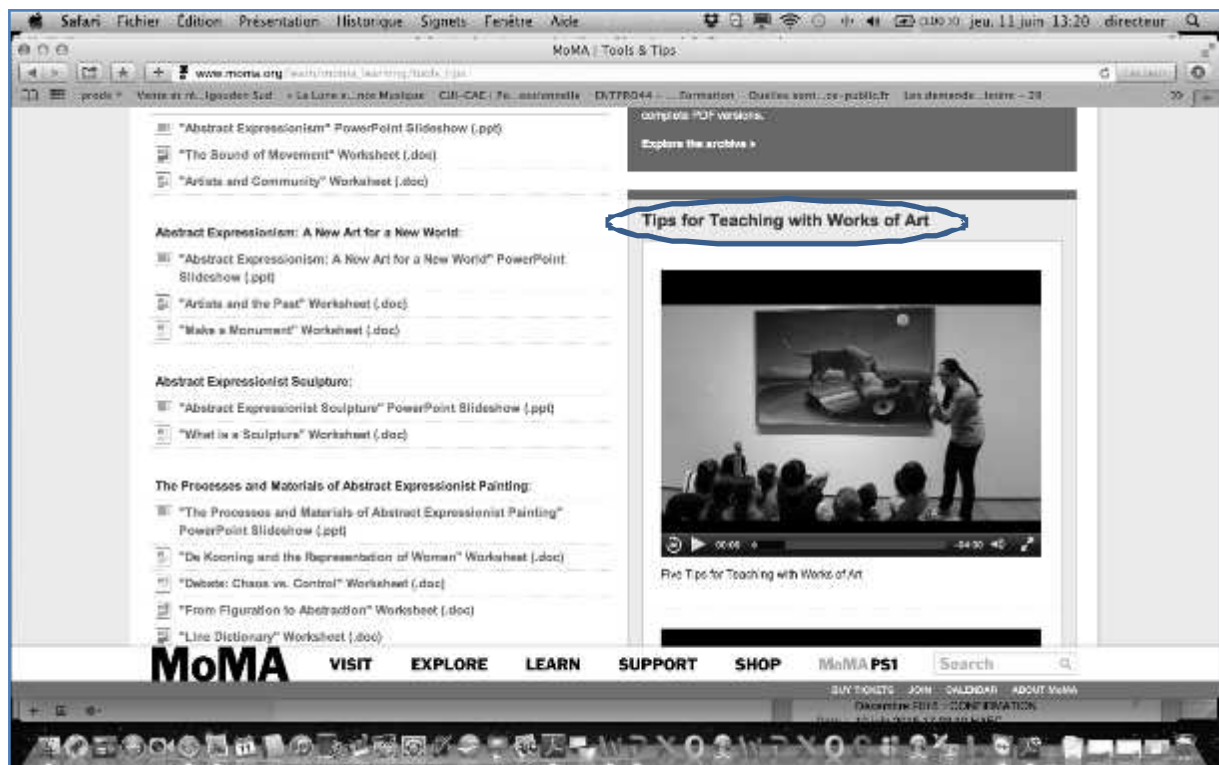 Safari Fichier Édition Présentation Historique Signets Fenêtre Aide jeu. 11 juin 13:20 directeur
MoMA | Tools & Tips
www.moma.org
complete PDF versions.
Explore the archive >
"Abstract Expressionism" PowerPoint Slideshow (.ppt)
"The Sound of Movement" Worksheet (.doc)
"Artists and Community" Worksheet (.doc)
Abstract Expressionism: A New Art for a New World:
"Abstract Expressionism: A New Art for a New World" PowerPoint
Slideshow (.ppt)
"Artists and the Past" Worksheet (.doc)
"Make a Monument" Worksheet (.doc)
Abstract Expressionist Sculpture:
"Abstract Expressionist Sculpture" PowerPoint Slideshow (.ppt)
"What is a Sculpture" Worksheet (.doc)
The Processes and Materials of Abstract Expressionist Painting:
"The Processes and Materials of Abstract Expressionist Painting"
PowerPoint Slideshow (.ppt)
"De Kooning and the Representation of Women" Worksheet (.doc)
"Debate: Chaos vs. Control" Worksheet (.doc)
"From Figuration to Abstraction" Worksheet (.doc)
"Line Dictionary" Worksheet (.doc)
Tips for Teaching with Works of Art
Five Tips for Teaching with Works of Art
MoMA VISIT EXPLORE LEARN SUPPORT SHOP MoMA PS1 Search
BUY TICKETS JOIN CALENDAR ABOUT MoMA